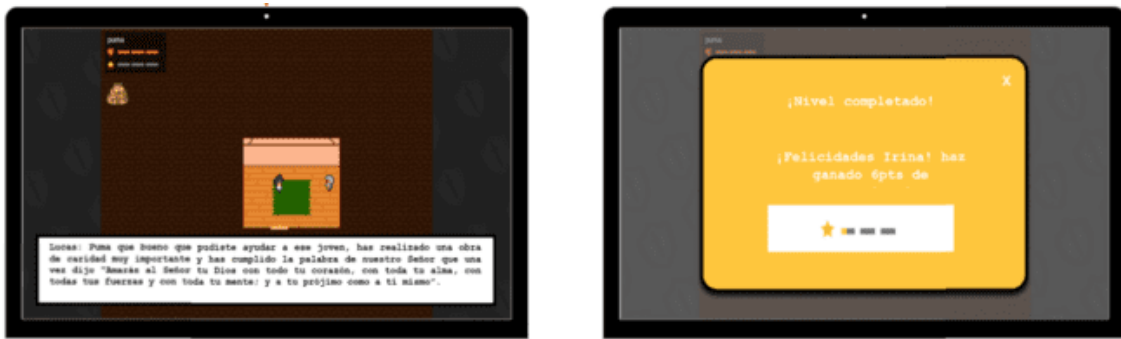 puma
Lucas: Puma que bueno que pudiste ayudar a ese joven, has realizado una obra
de caridad muy importante y has cumplido la palabra de nuestro Señor que una
vez dijo "Amarás al Señor tu Dios con todo tu corazón, con toda tu alma, con
todas tus fuerzas y con toda tu mente; y a tu prójimo como a ti mismo".
puma
X
¡Nivel completado!
¡Felicidades Irina! haz
ganado 6pts de